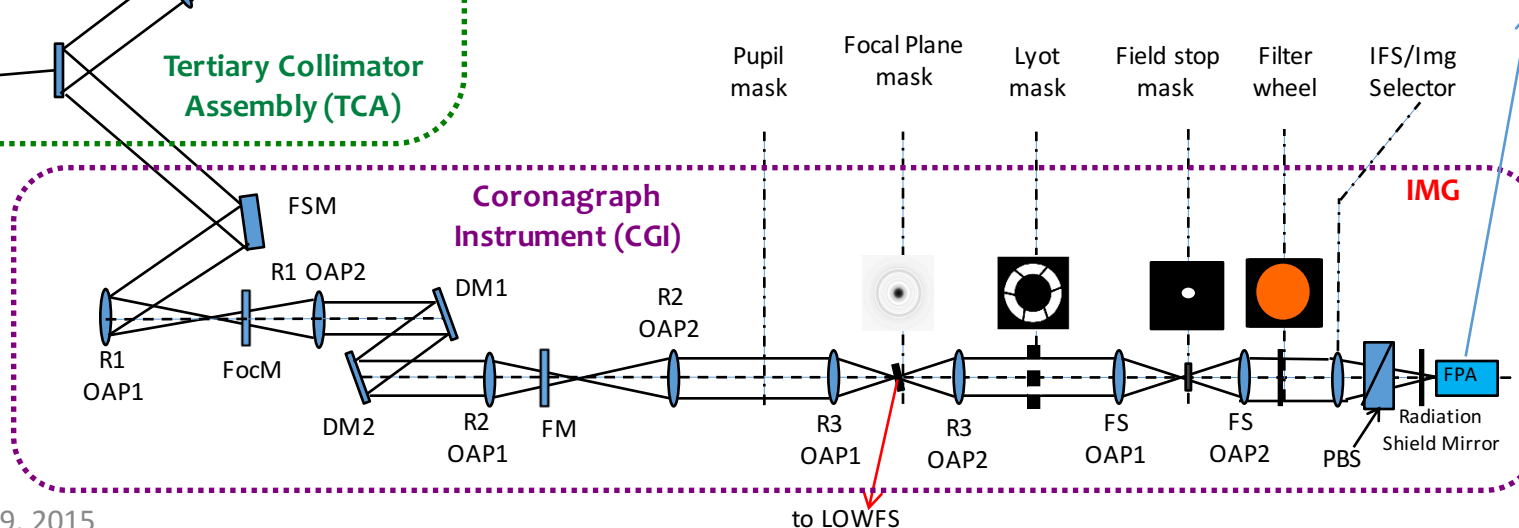 Tertiary Collimator
Assembly (TCA)
Pupil
mask
Focal Plane
mask
Lyot
mask
Field stop
mask
Filter
wheel
IFS/Img
Selector
Coronagraph
Instrument (CGI)
IMG
FSM
R1 OAP2
DM1
R2
OAP2
R1
OAP1
FocM
DM2
R2
OAP1
FM
R3
OAP1
R3
OAP2
FS
OAP1
FS
OAP2
PBS
FPA
Radiation
Shield Mirror
to LOWFS
9, 2015